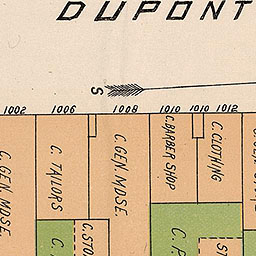 DUPONT
S
1002 1006 1008 1010 1010 1012
C. GEN. MDSE.
C. TAILORS
C. GEN. MDSE.
C. BARBER SHOP
C. CLOTHING
C. STO